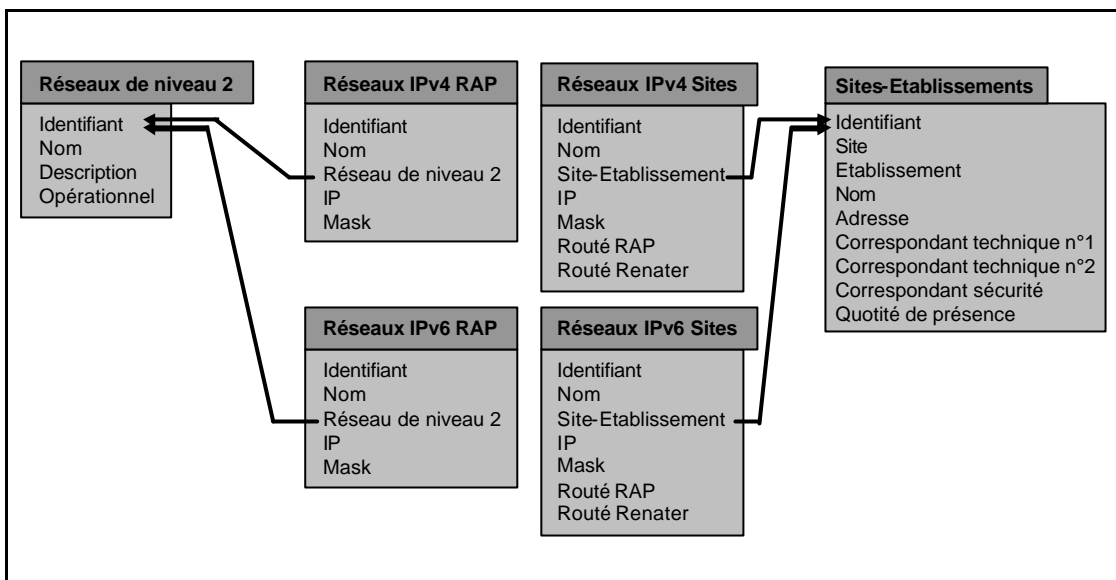 Réseaux de niveau 2
Identifiant
Nom
Description
Opérationnel
Réseaux IPv4 RAP
Identifiant
Nom
Réseau de niveau 2
IP
Mask
Réseaux IPv4 Sites
Identifiant
Nom
Site-Etablissement
IP
Mask
Routé RAP
Routé Renater
Sites-Etablissements
Identifiant
Site
Etablissement
Nom
Adresse
Correspondant technique n°1
Correspondant technique n°2
Correspondant sécurité
Quotité de présence
Réseaux IPv6 RAP
Identifiant
Nom
Réseau de niveau 2
IP
Mask
Réseaux IPv6 Sites
Identifiant
Nom
Site-Etablissement
IP
Mask
Routé RAP
Routé Renater